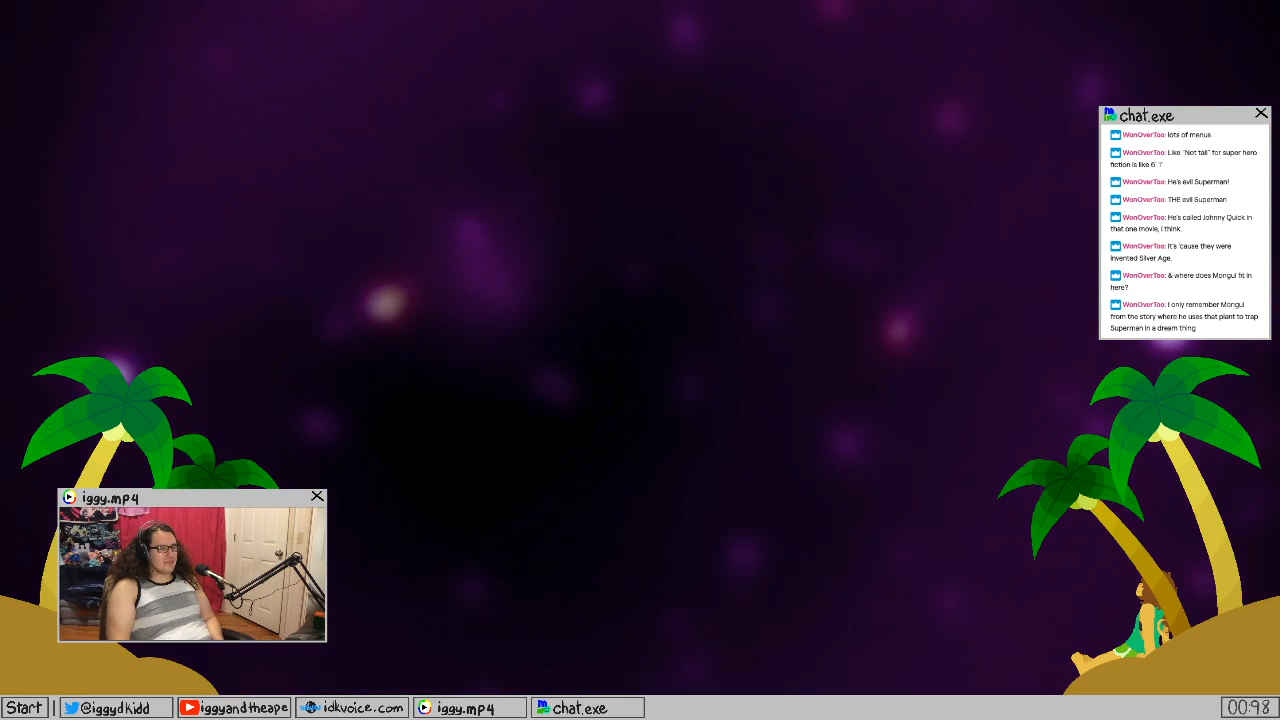 chat.exe
WonOverToo: lots of menus
WonOverToo: Like "Not tall" for super hero
fiction is like 6' 1"
WonOverToo: He's evil Superman!
WonOverToo: THE evil Superman
WonOverToo: He's called Johnny Quick in
that one movie, i think.
WonOverToo: It's 'cause they were
invented Silver Age.
WonOverToo: & where does Mongul fit in
here?
WonOverToo: I only remember Mongul
from the story where he uses that plant to trap
Superman in a dream thing
iggy.mp4
Start | @iggydkidd iggyandtheape idkvoice.com iggy.mp4 chat.exe 00:98